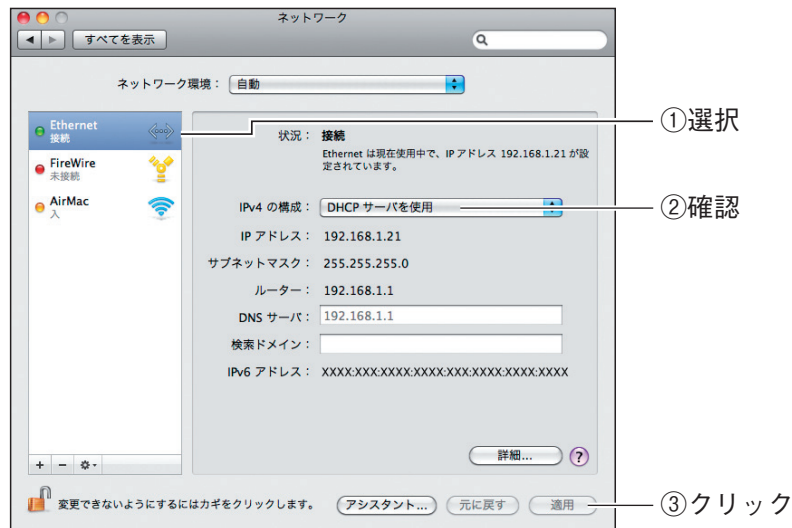 ネットワーク
すべてを表示
ネットワーク環境： 自動
Ethernet
接続
FireWire
未接続
AirMac
入
状況： 接続
Ethernet は現在使用中で、IP アドレス 192.168.1.21 が設
定されています。
IPv4 の構成： DHCP サーバを使用
IP アドレス： 192.168.1.21
サブネットマスク： 255.255.255.0
ルーター： 192.168.1.1
DNS サーバ： 192.168.1.1
検索ドメイン：
IPv6 アドレス： XXXX:XXX:XXXX:XXXX:XXX:XXXX:XXXX:XXXX
詳細... ?
+ −
変更できないようにするにはカギをクリックします。 アシスタント... 元に戻す 適用
①選択
②確認
③クリック